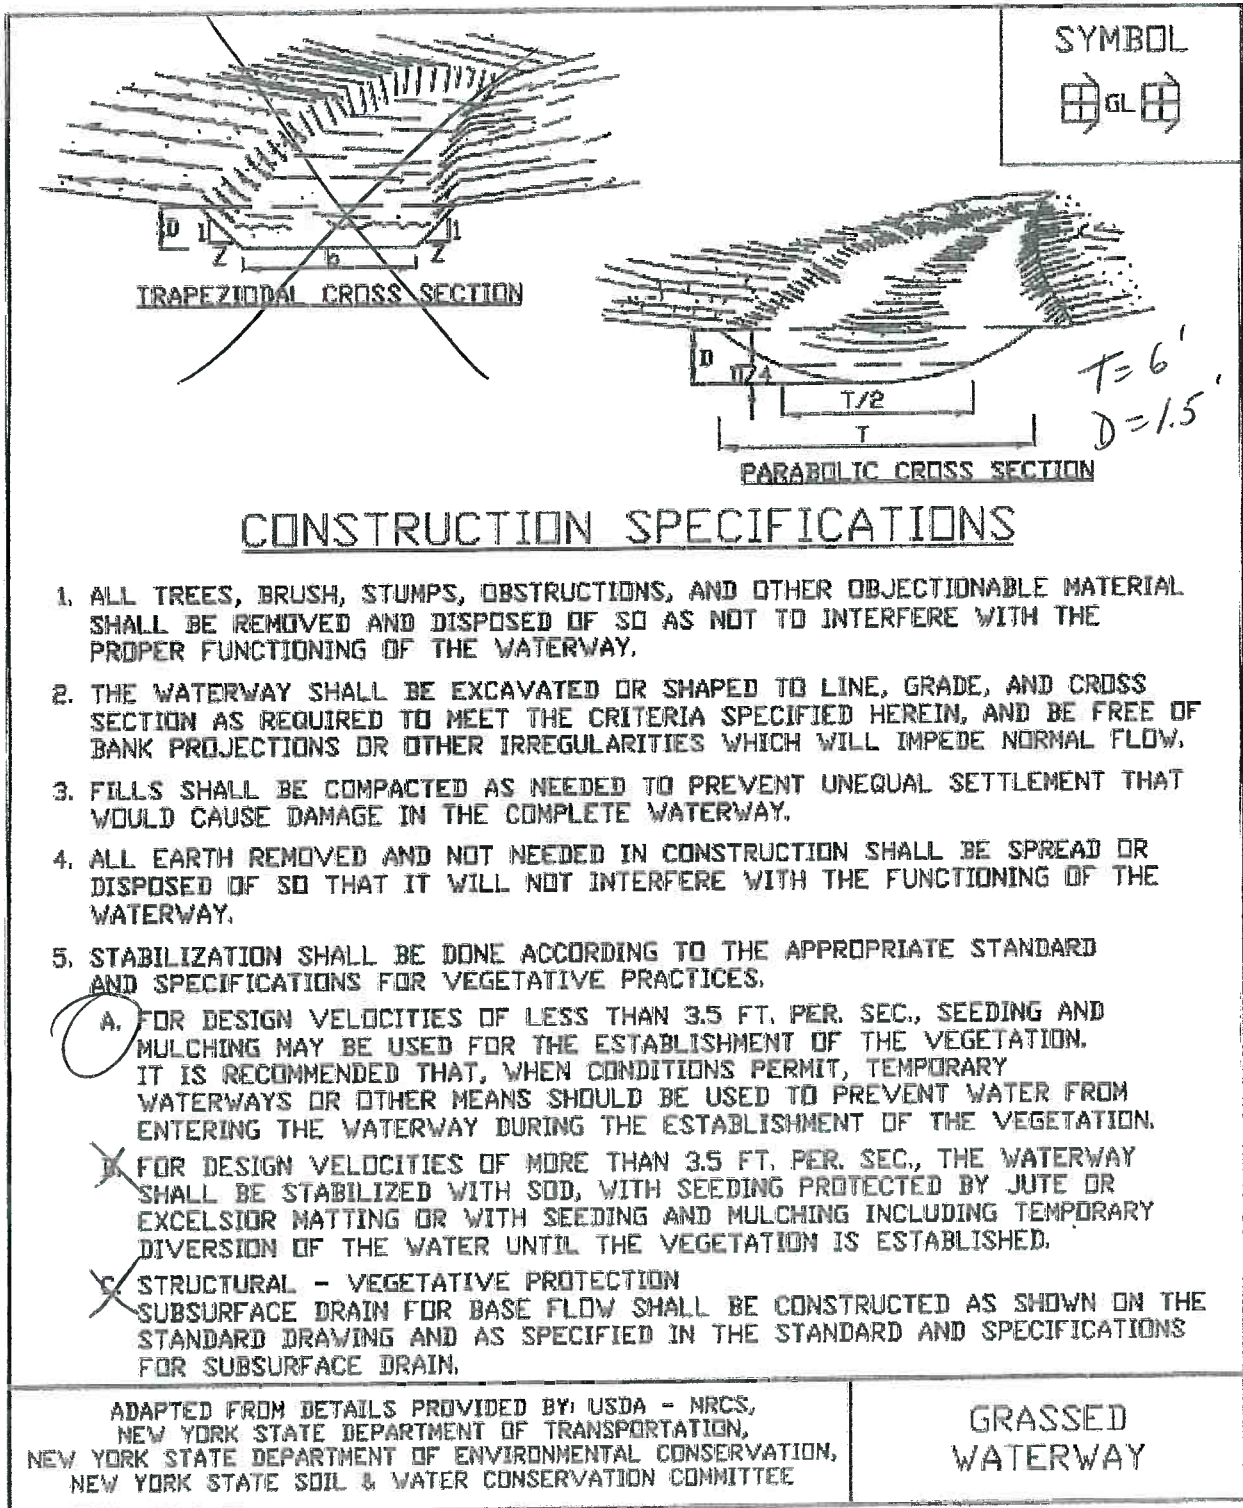 SYMBOL
GL
D 1 1
Z b Z
TRAPEZIODAL CROSS SECTION
D D/4
T/2
T
T=6'
D=1.5'
PARABOLIC CROSS SECTION
CONSTRUCTION SPECIFICATIONS
1. ALL TREES, BRUSH, STUMPS, OBSTRUCTIONS, AND OTHER OBJECTIONABLE MATERIAL
SHALL BE REMOVED AND DISPOSED OF SO AS NOT TO INTERFERE WITH THE
PROPER FUNCTIONING OF THE WATERWAY.
2. THE WATERWAY SHALL BE EXCAVATED OR SHAPED TO LINE, GRADE, AND CROSS
SECTION AS REQUIRED TO MEET THE CRITERIA SPECIFIED HEREIN, AND BE FREE OF
BANK PROJECTIONS OR OTHER IRREGULARITIES WHICH WILL IMPEDE NORMAL FLOW.
3. FILLS SHALL BE COMPACTED AS NEEDED TO PREVENT UNEQUAL SETTLEMENT THAT
WOULD CAUSE DAMAGE IN THE COMPLETE WATERWAY.
4. ALL EARTH REMOVED AND NOT NEEDED IN CONSTRUCTION SHALL BE SPREAD OR
DISPOSED OF SO THAT IT WILL NOT INTERFERE WITH THE FUNCTIONING OF THE
WATERWAY.
5. STABILIZATION SHALL BE DONE ACCORDING TO THE APPROPRIATE STANDARD
AND SPECIFICATIONS FOR VEGETATIVE PRACTICES.
A. FOR DESIGN VELOCITIES OF LESS THAN 3.5 FT. PER. SEC., SEEDING AND
MULCHING MAY BE USED FOR THE ESTABLISHMENT OF THE VEGETATION.
IT IS RECOMMENDED THAT, WHEN CONDITIONS PERMIT, TEMPORARY
WATERWAYS OR OTHER MEANS SHOULD BE USED TO PREVENT WATER FROM
ENTERING THE WATERWAY DURING THE ESTABLISHMENT OF THE VEGETATION.
B. FOR DESIGN VELOCITIES OF MORE THAN 3.5 FT. PER. SEC., THE WATERWAY
SHALL BE STABILIZED WITH SOD, WITH SEEDING PROTECTED BY JUTE OR
EXCELSIOR MATTING OR WITH SEEDING AND MULCHING INCLUDING TEMPORARY
DIVERSION OF THE WATER UNTIL THE VEGETATION IS ESTABLISHED.
C. STRUCTURAL - VEGETATIVE PROTECTION
SUBSURFACE DRAIN FOR BASE FLOW SHALL BE CONSTRUCTED AS SHOWN ON THE
STANDARD DRAWING AND AS SPECIFIED IN THE STANDARD AND SPECIFICATIONS
FOR SUBSURFACE DRAIN.
ADAPTED FROM DETAILS PROVIDED BY: USDA - NRCS,
NEW YORK STATE DEPARTMENT OF TRANSPORTATION,
NEW YORK STATE DEPARTMENT OF ENVIRONMENTAL CONSERVATION,
NEW YORK STATE SOIL & WATER CONSERVATION COMMITTEE
GRASSED
WATERWAY